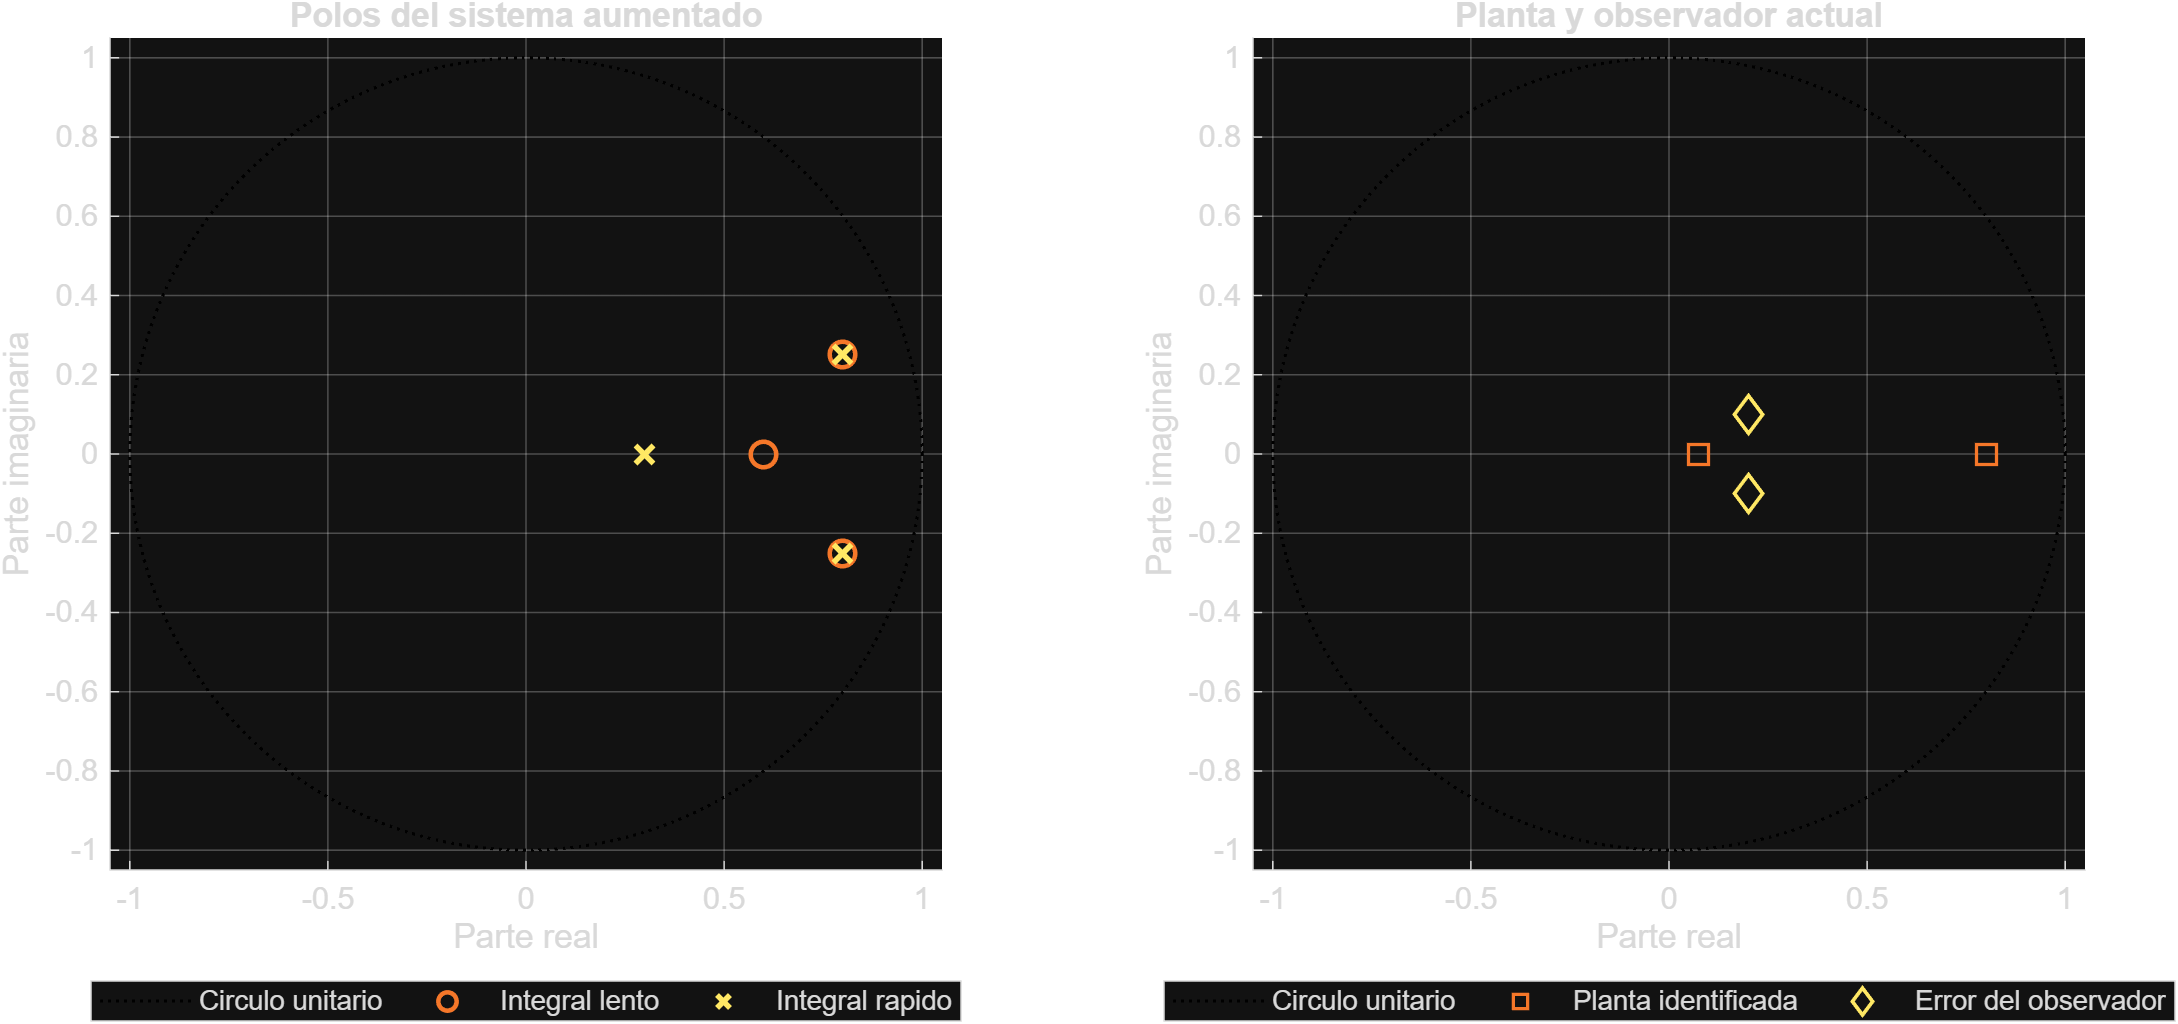 Polos del sistema aumentado
1
0.8
0.6
0.4
0.2
0
-0.2
-0.4
-0.6
-0.8
-1
Parte imaginaria
-1 -0.5 0 0.5 1
Parte real
Circulo unitario Integral lento Integral rapido
Planta y observador actual
1
0.8
0.6
0.4
0.2
0
-0.2
-0.4
-0.6
-0.8
-1
Parte imaginaria
-1 -0.5 0 0.5 1
Parte real
Circulo unitario Planta identificada Error del observador